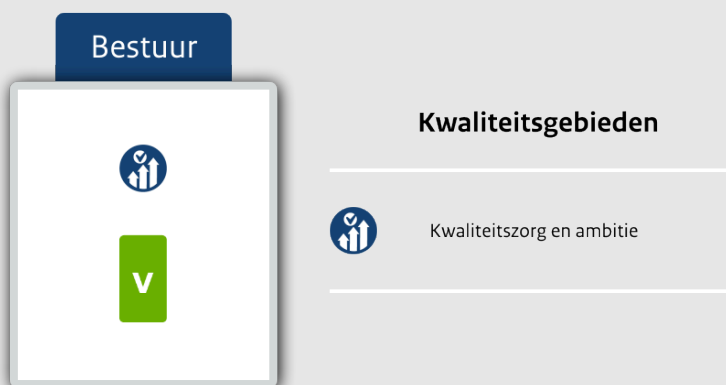 Bestuur
V
Kwaliteitsgebieden
Kwaliteitszorg en ambitie